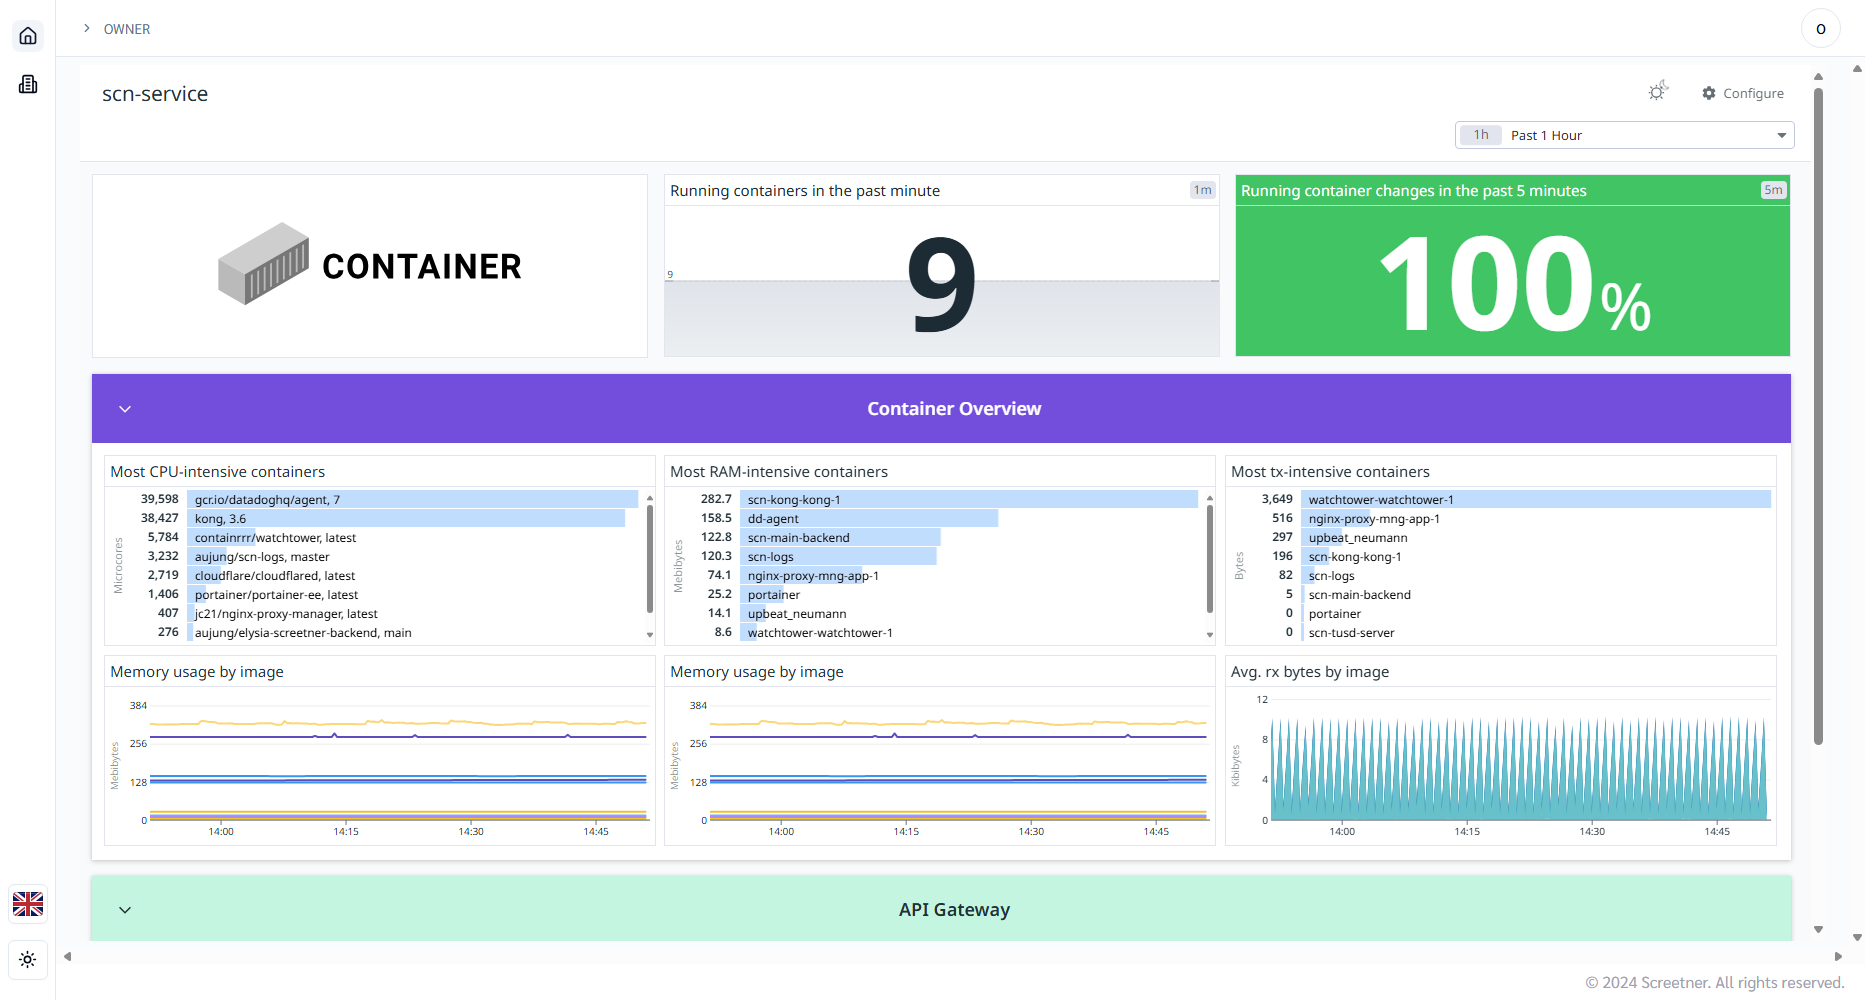 OWNER
O
scn-service
Configure
1h Past 1 Hour
CONTAINER
Running containers in the past minute 1m
9
9
Running container changes in the past 5 minutes 5m
100%
Container Overview
Most CPU-intensive containers
Microcores
39,598 gcr.io/datadoghq/agent, 7
38,427 kong, 3.6
5,784 containrrr/watchtower, latest
3,232 aujung/scn-logs, master
2,719 cloudflare/cloudflared, latest
1,406 portainer/portainer-ee, latest
407 jc21/nginx-proxy-manager, latest
276 aujung/elysia-screetner-backend, main
Most RAM-intensive containers
Mebibytes
282.7 scn-kong-kong-1
158.5 dd-agent
122.8 scn-main-backend
120.3 scn-logs
74.1 nginx-proxy-mng-app-1
25.2 portainer
14.1 upbeat_neumann
8.6 watchtower-watchtower-1
Most tx-intensive containers
Bytes
3,649 watchtower-watchtower-1
516 nginx-proxy-mng-app-1
297 upbeat_neumann
196 scn-kong-kong-1
82 scn-logs
5 scn-main-backend
0 portainer
0 scn-tusd-server
Memory usage by image
Mebibytes
384
256
128
0
14:00 14:15 14:30 14:45
Memory usage by image
Mebibytes
384
256
128
0
14:00 14:15 14:30 14:45
Avg. rx bytes by image
Kibibytes
12
8
4
0
14:00 14:15 14:30 14:45
API Gateway
© 2024 Screetner. All rights reserved.